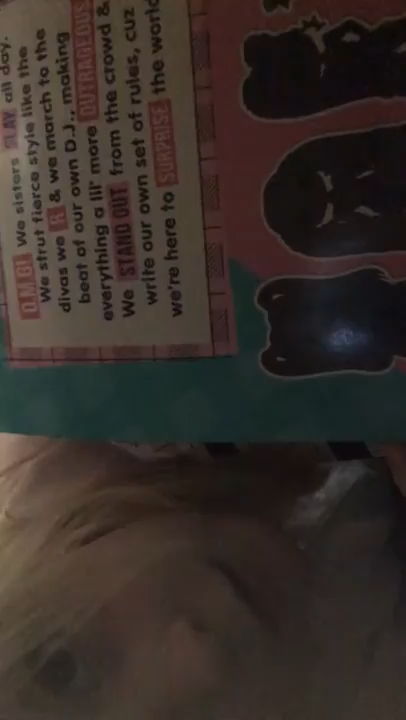 O.M.G! We sisters SLAY all day.
We strut fierce style like the
divas we R & we march to the
beat of our own D.J., making
everything a lil' more OUTRAGEOUS
We STAND OUT from the crowd &
write our own set of rules, cuz
we're here to SURPRISE the world